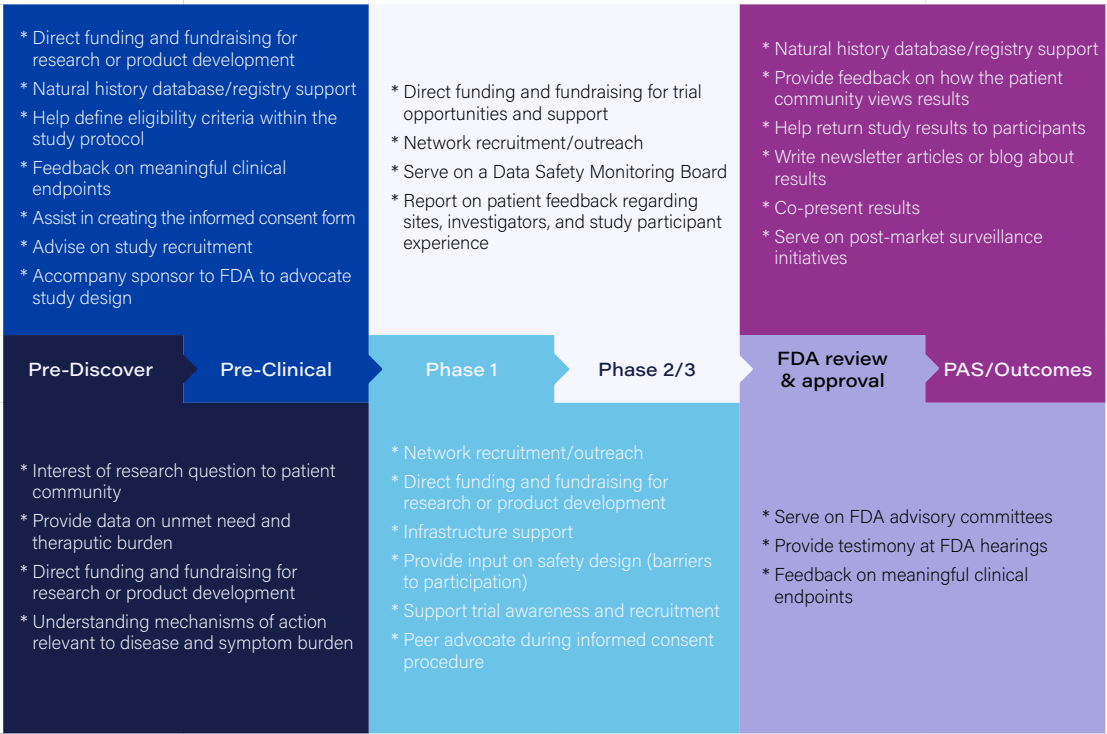 * Direct funding and fundraising for
research or product development
* Natural history database/registry support
* Help define eligibility criteria within the
study protocol
* Feedback on meaningful clinical
endpoints
* Assist in creating the informed consent form
* Advise on study recruitment
* Accompany sponsor to FDA to advocate
study design
* Direct funding and fundraising for trial
opportunities and support
* Network recruitment/outreach
* Serve on a Data Safety Monitoring Board
* Report on patient feedback regarding
sites, investigators, and study participant
experience
* Natural history database/registry support
* Provide feedback on how the patient
community views results
* Help return study results to participants
* Write newsletter articles or blog about
results
* Co-present results
* Serve on post-market surveillance
initiatives
Pre-Discover
Pre-Clinical
Phase 1
Phase 2/3
FDA review
& approval
PAS/Outcomes
* Interest of research question to patient
community
* Provide data on unmet need and
theraputic burden
* Direct funding and fundraising for
research or product development
* Understanding mechanisms of action
relevant to disease and symptom burden
* Network recruitment/outreach
* Direct funding and fundraising for
research or product development
* Infrastructure support
* Provide input on safety design (barriers
to participation)
* Support trial awareness and recruitment
* Peer advocate during informed consent
procedure
* Serve on FDA advisory committees
* Provide testimony at FDA hearings
* Feedback on meaningful clinical
endpoints